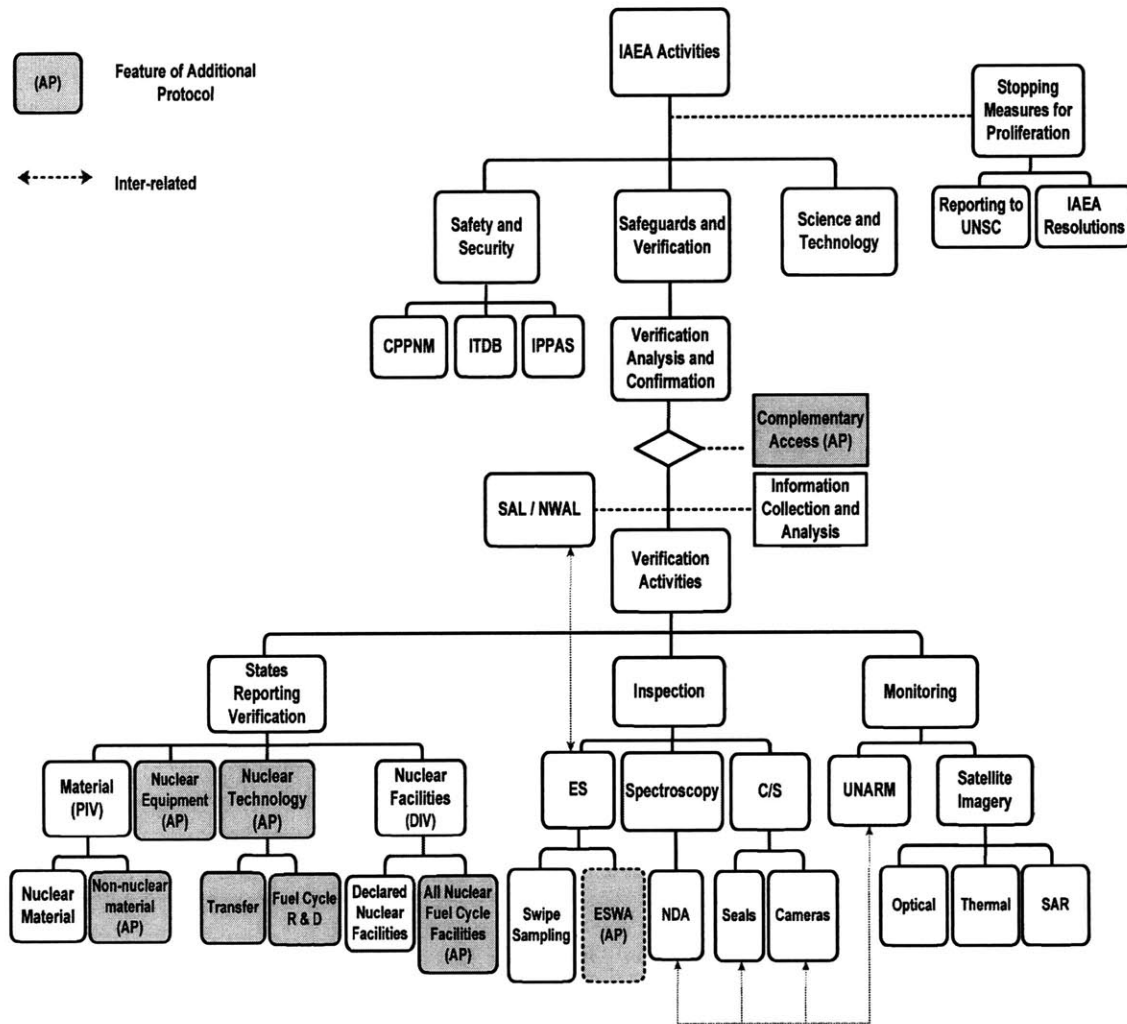 IAEA Activities
(AP)
Feature of Additional
Protocol
Inter-related
Stopping
Measures for
Proliferation
Reporting to
UNSC
IAEA
Resolutions
Safety and
Security
Safeguards and
Verification
Science and
Technology
CPPNM
ITDB
IPPAS
Verification
Analysis and
Confirmation
Complementary
Access (AP)
SAL / NWAL
Information
Collection and
Analysis
Verification
Activities
States
Reporting
Verification
Inspection
Monitoring
Material
(PIV)
Nuclear
Equipment
(AP)
Nuclear
Technology
(AP)
Nuclear
Facilities
(DIV)
ES
Spectroscopy
C/S
UNARM
Satellite
Imagery
Nuclear
Material
Non-nuclear
material
(AP)
Transfer
Fuel Cycle
R & D
Declared
Nuclear
Facilities
All Nuclear
Fuel Cycle
Facilities
(AP)
Swipe
Sampling
ESWA
(AP)
NDA
Seals
Cameras
Optical
Thermal
SAR